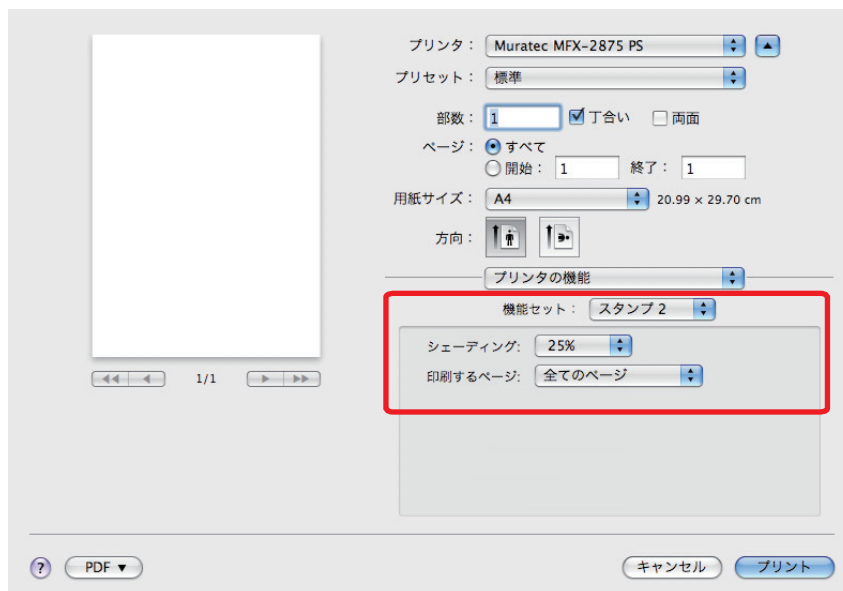 プリンタ： Muratec MFX-2875 PS
プリセット： 標準
部数： 1 丁合い 両面
ページ： すべて
開始： 1 終了： 1
用紙サイズ： A4 20.99 × 29.70 cm
方向：
プリンタの機能
機能セット： スタンプ 2
シェーディング: 25%
印刷するページ: 全てのページ
1/1
? PDF ▼ キャンセル プリント